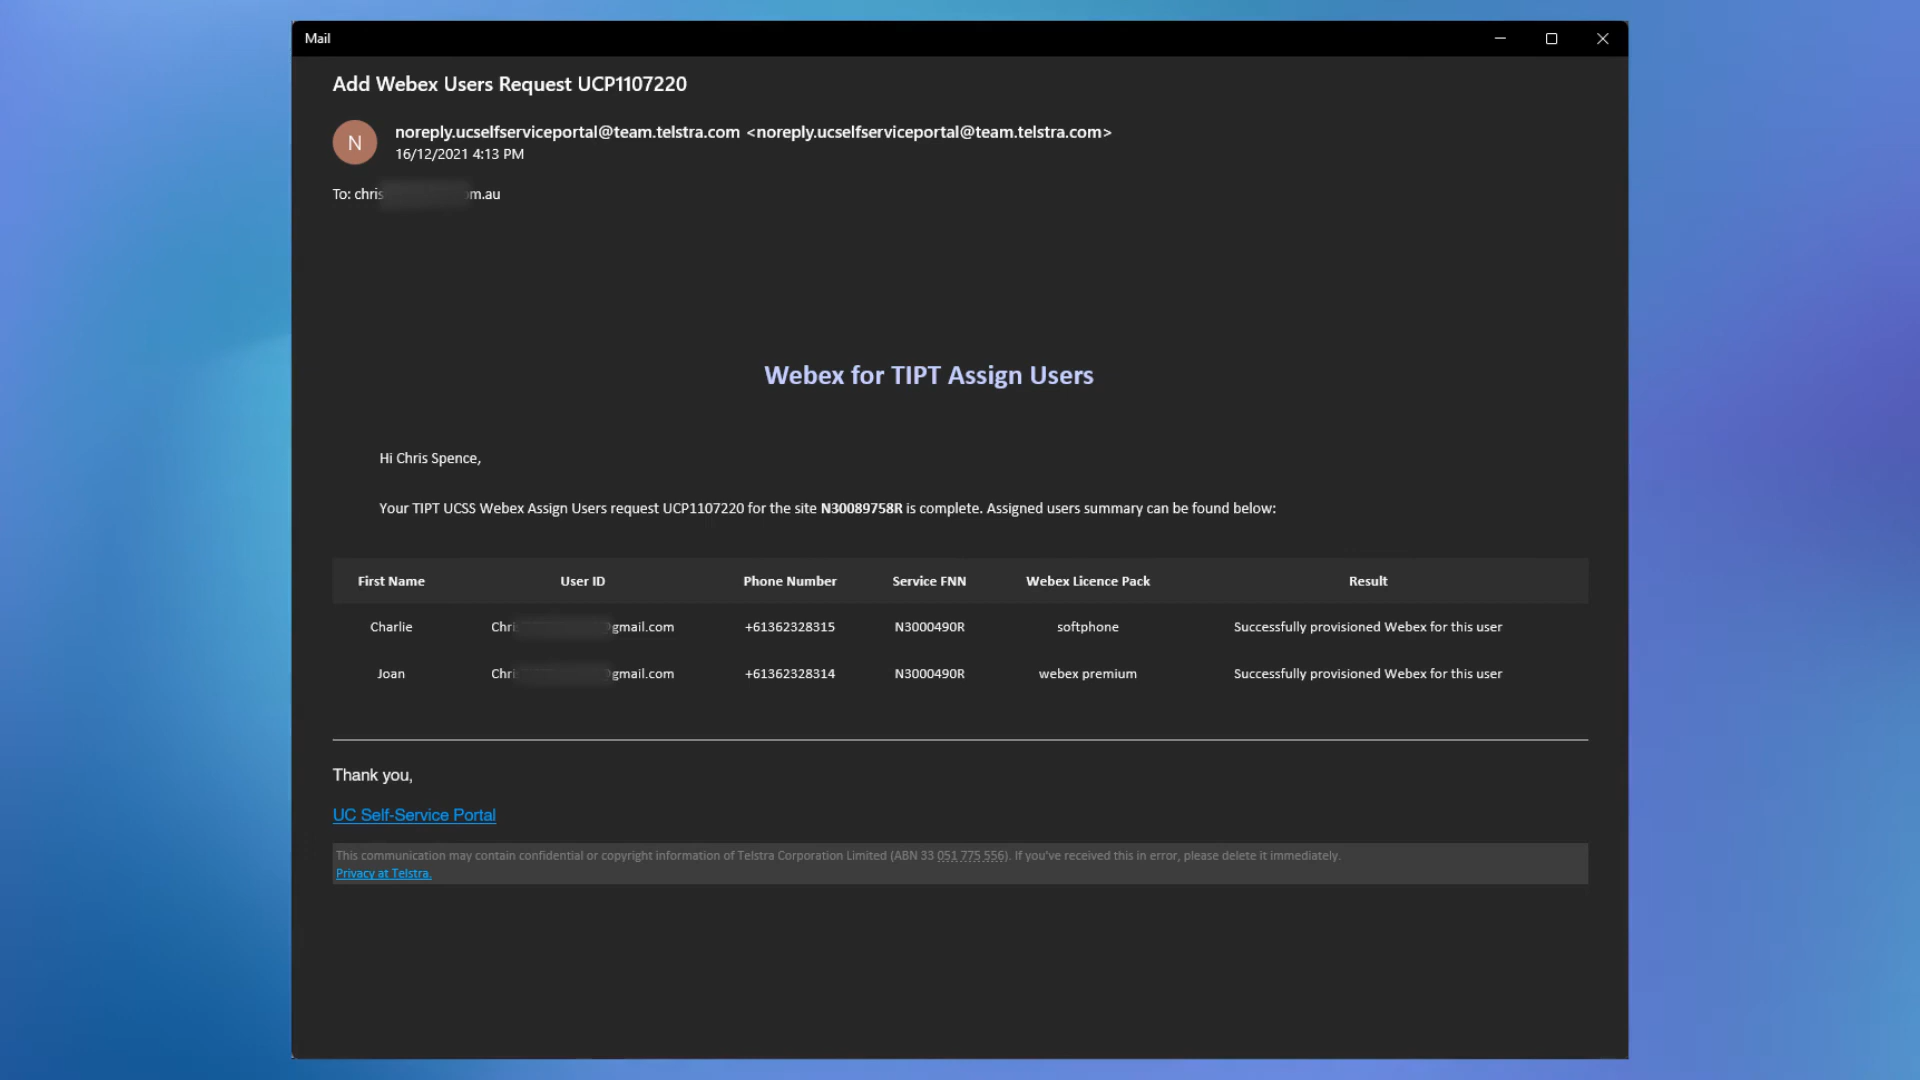 Mail
Add Webex Users Request UCP1107220
N
noreply.ucselfserviceportal@team.telstra.com <noreply.ucselfserviceportal@team.telstra.com>
16/12/2021 4:13 PM
To: chris m.au
Webex for TIPT Assign Users
Hi Chris Spence,
Your TIPT UCSS Webex Assign Users request UCP1107220 for the site N30089758R is complete. Assigned users summary can be found below:
First Name User ID Phone Number Service FNN Webex Licence Pack Result
Charlie Chri gmail.com +61362328315 N3000490R softphone Successfully provisioned Webex for this user
Joan Chri gmail.com +61362328314 N3000490R webex premium Successfully provisioned Webex for this user
Thank you,
UC Self-Service Portal
This communication may contain confidential or copyright information of Telstra Corporation Limited (ABN 33 051 775 556). If you've received this in error, please delete it immediately.
Privacy at Telstra.